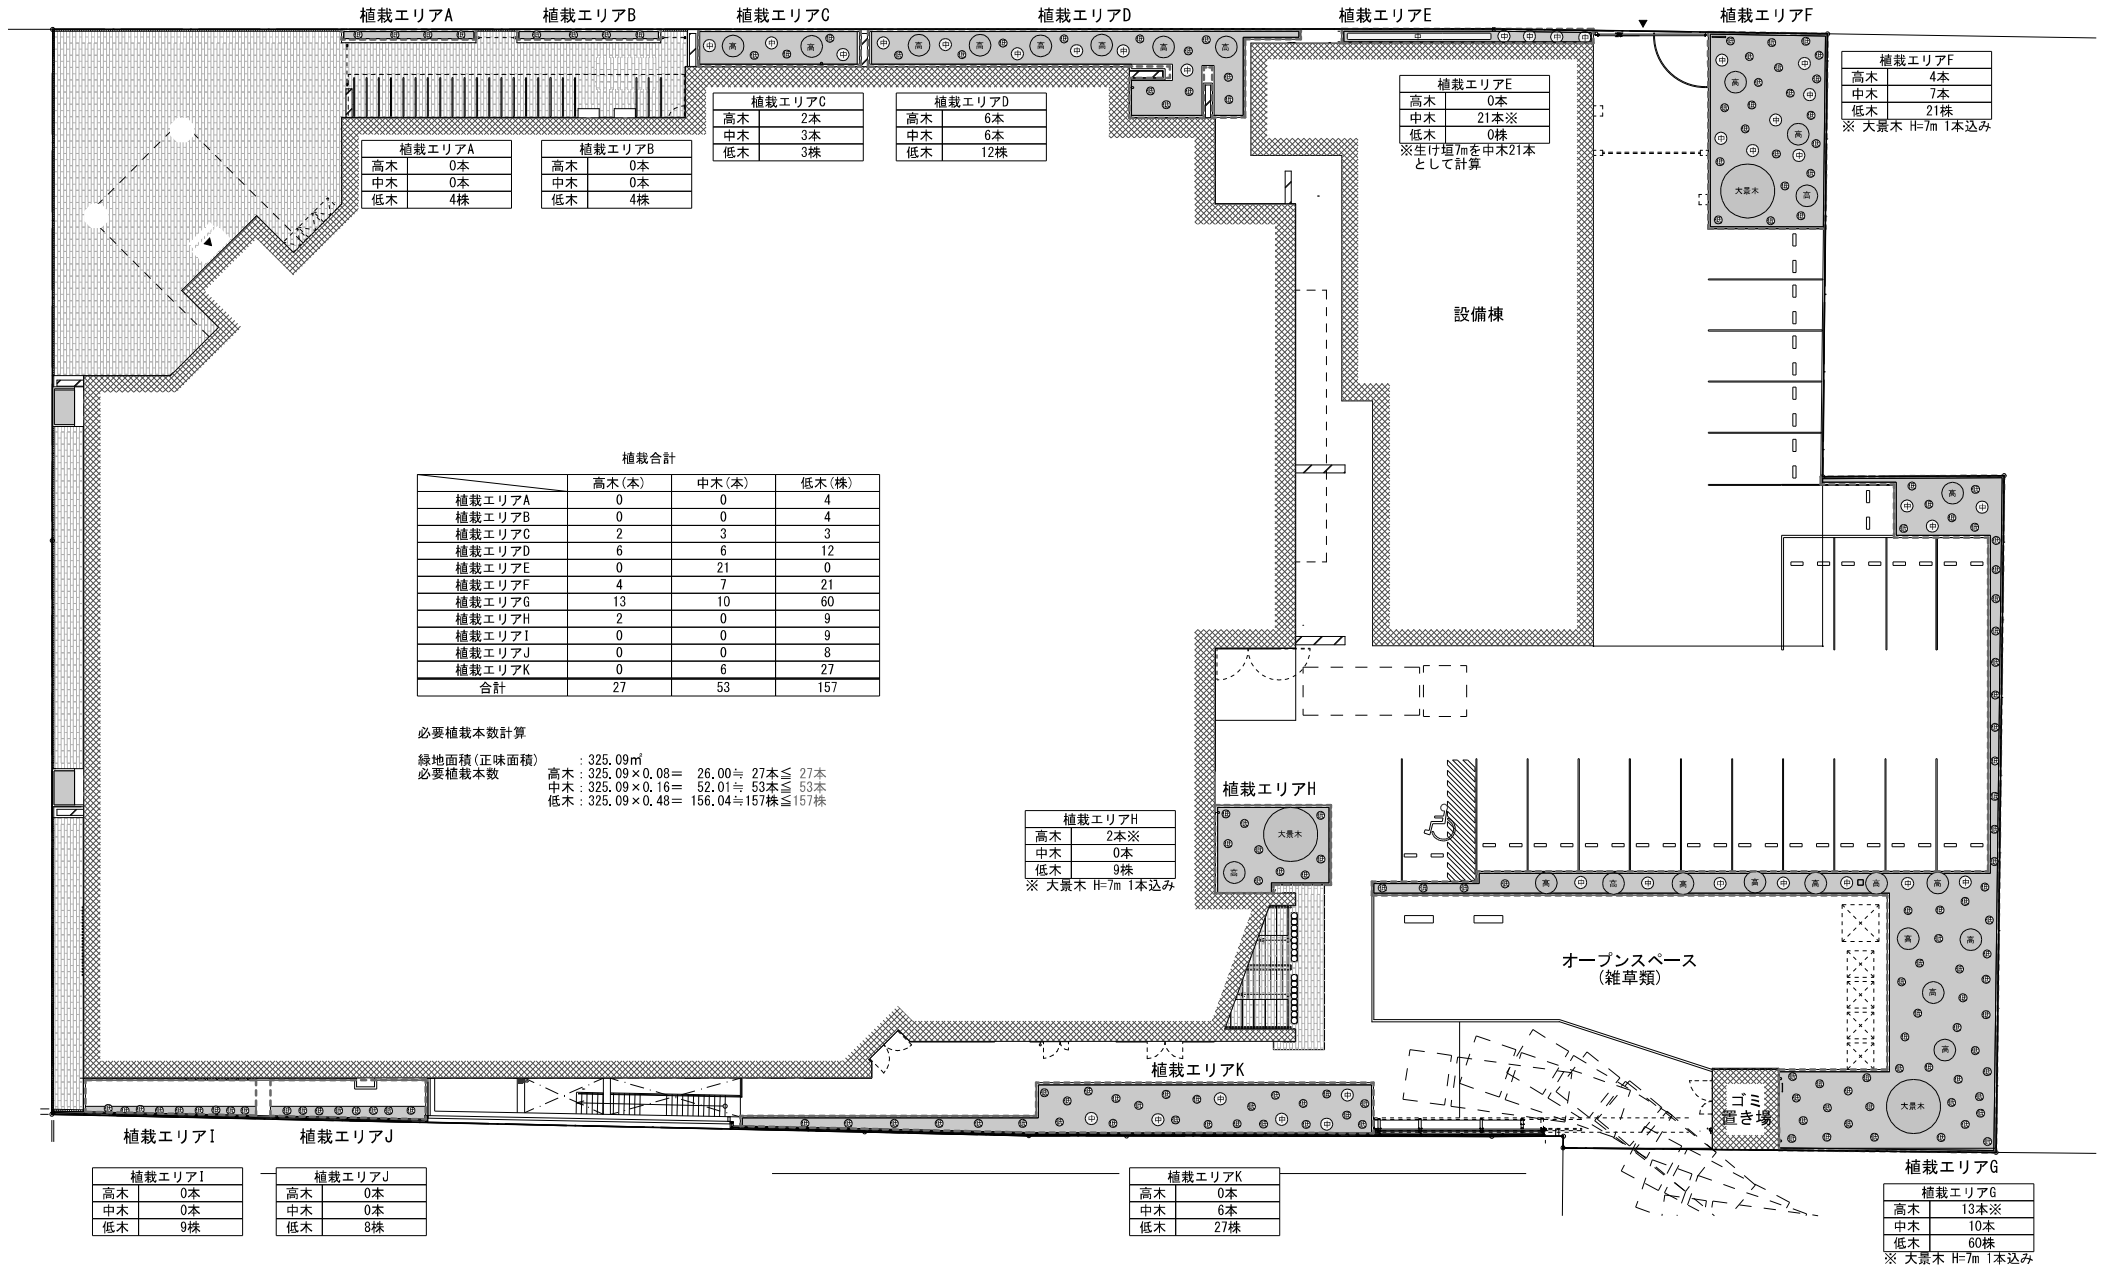 植栽エリアA
植栽エリアB
植栽エリアC
植栽エリアD
植栽エリアE
植栽エリアF
植栽エリアA
高木 0本
中木 0本
低木 4株
植栽エリアB
高木 0本
中木 0本
低木 4株
植栽エリアC
高木 2本
中木 3本
低木 3株
植栽エリアD
高木 6本
中木 6本
低木 12株
植栽エリアE
高木 0本
中木 21本※
低木 0株
※生け垣7mを中木21本
として計算
植栽エリアF
高木 4本
中木 7本
低木 21株
※ 大景木 H=7m 1本込み
大景木
設備棟
植栽合計
高木(本) 中木(本) 低木(株)
植栽エリアA 0 0 4
植栽エリアB 0 0 4
植栽エリアC 2 3 3
植栽エリアD 6 6 12
植栽エリアE 0 21 0
植栽エリアF 4 7 21
植栽エリアG 13 10 60
植栽エリアH 2 0 9
植栽エリアI 0 0 9
植栽エリアJ 0 0 8
植栽エリアK 0 6 27
合計 27 53 157
必要植栽本数計算
緑地面積(正味面積) : 325.09㎡
必要植栽本数 高木 : 325.09×0.08= 26.00≒ 27本≦ 27本
中木 : 325.09×0.16= 52.01≒ 53本≦ 53本
低木 : 325.09×0.48= 156.04≒157株≦157株
植栽エリアH
大景木
植栽エリアH
高木 2本※
中木 0本
低木 9株
※ 大景木 H=7m 1本込み
オープンスペース
(雑草類)
植栽エリアK
ゴミ
置き場
大景木
植栽エリアI
植栽エリアJ
植栽エリアG
植栽エリアI
高木 0本
中木 0本
低木 9株
植栽エリアJ
高木 0本
中木 0本
低木 8株
植栽エリアK
高木 0本
中木 6本
低木 27株
植栽エリアG
高木 13本※
中木 10本
低木 60株
※ 大景木 H=7m 1本込み